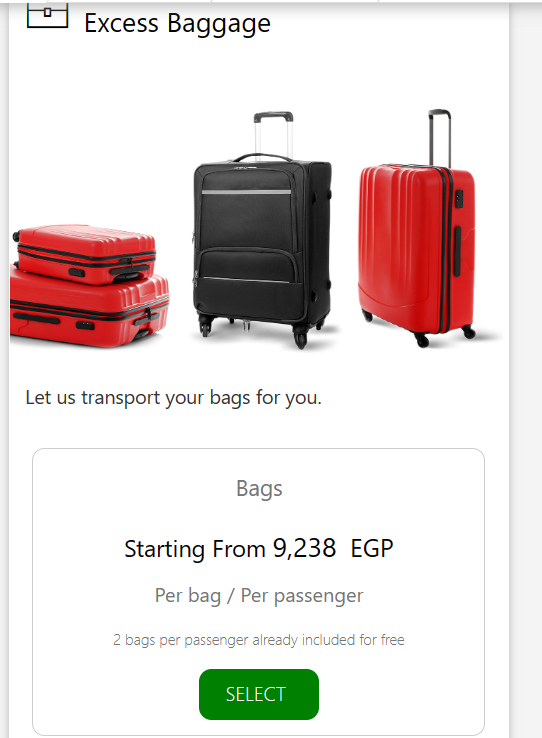 Excess Baggage
Let us transport your bags for you.
Bags
Starting From 9,238 EGP
Per bag / Per passenger
2 bags per passenger already included for free
SELECT